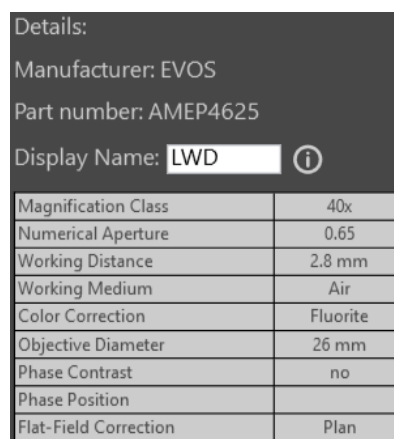 Details:
Manufacturer: EVOS
Part number: AMEP4625
Display Name: LWD
Magnification Class 40x
Numerical Aperture 0.65
Working Distance 2.8 mm
Working Medium Air
Color Correction Fluorite
Objective Diameter 26 mm
Phase Contrast no
Phase Position
Flat-Field Correction Plan